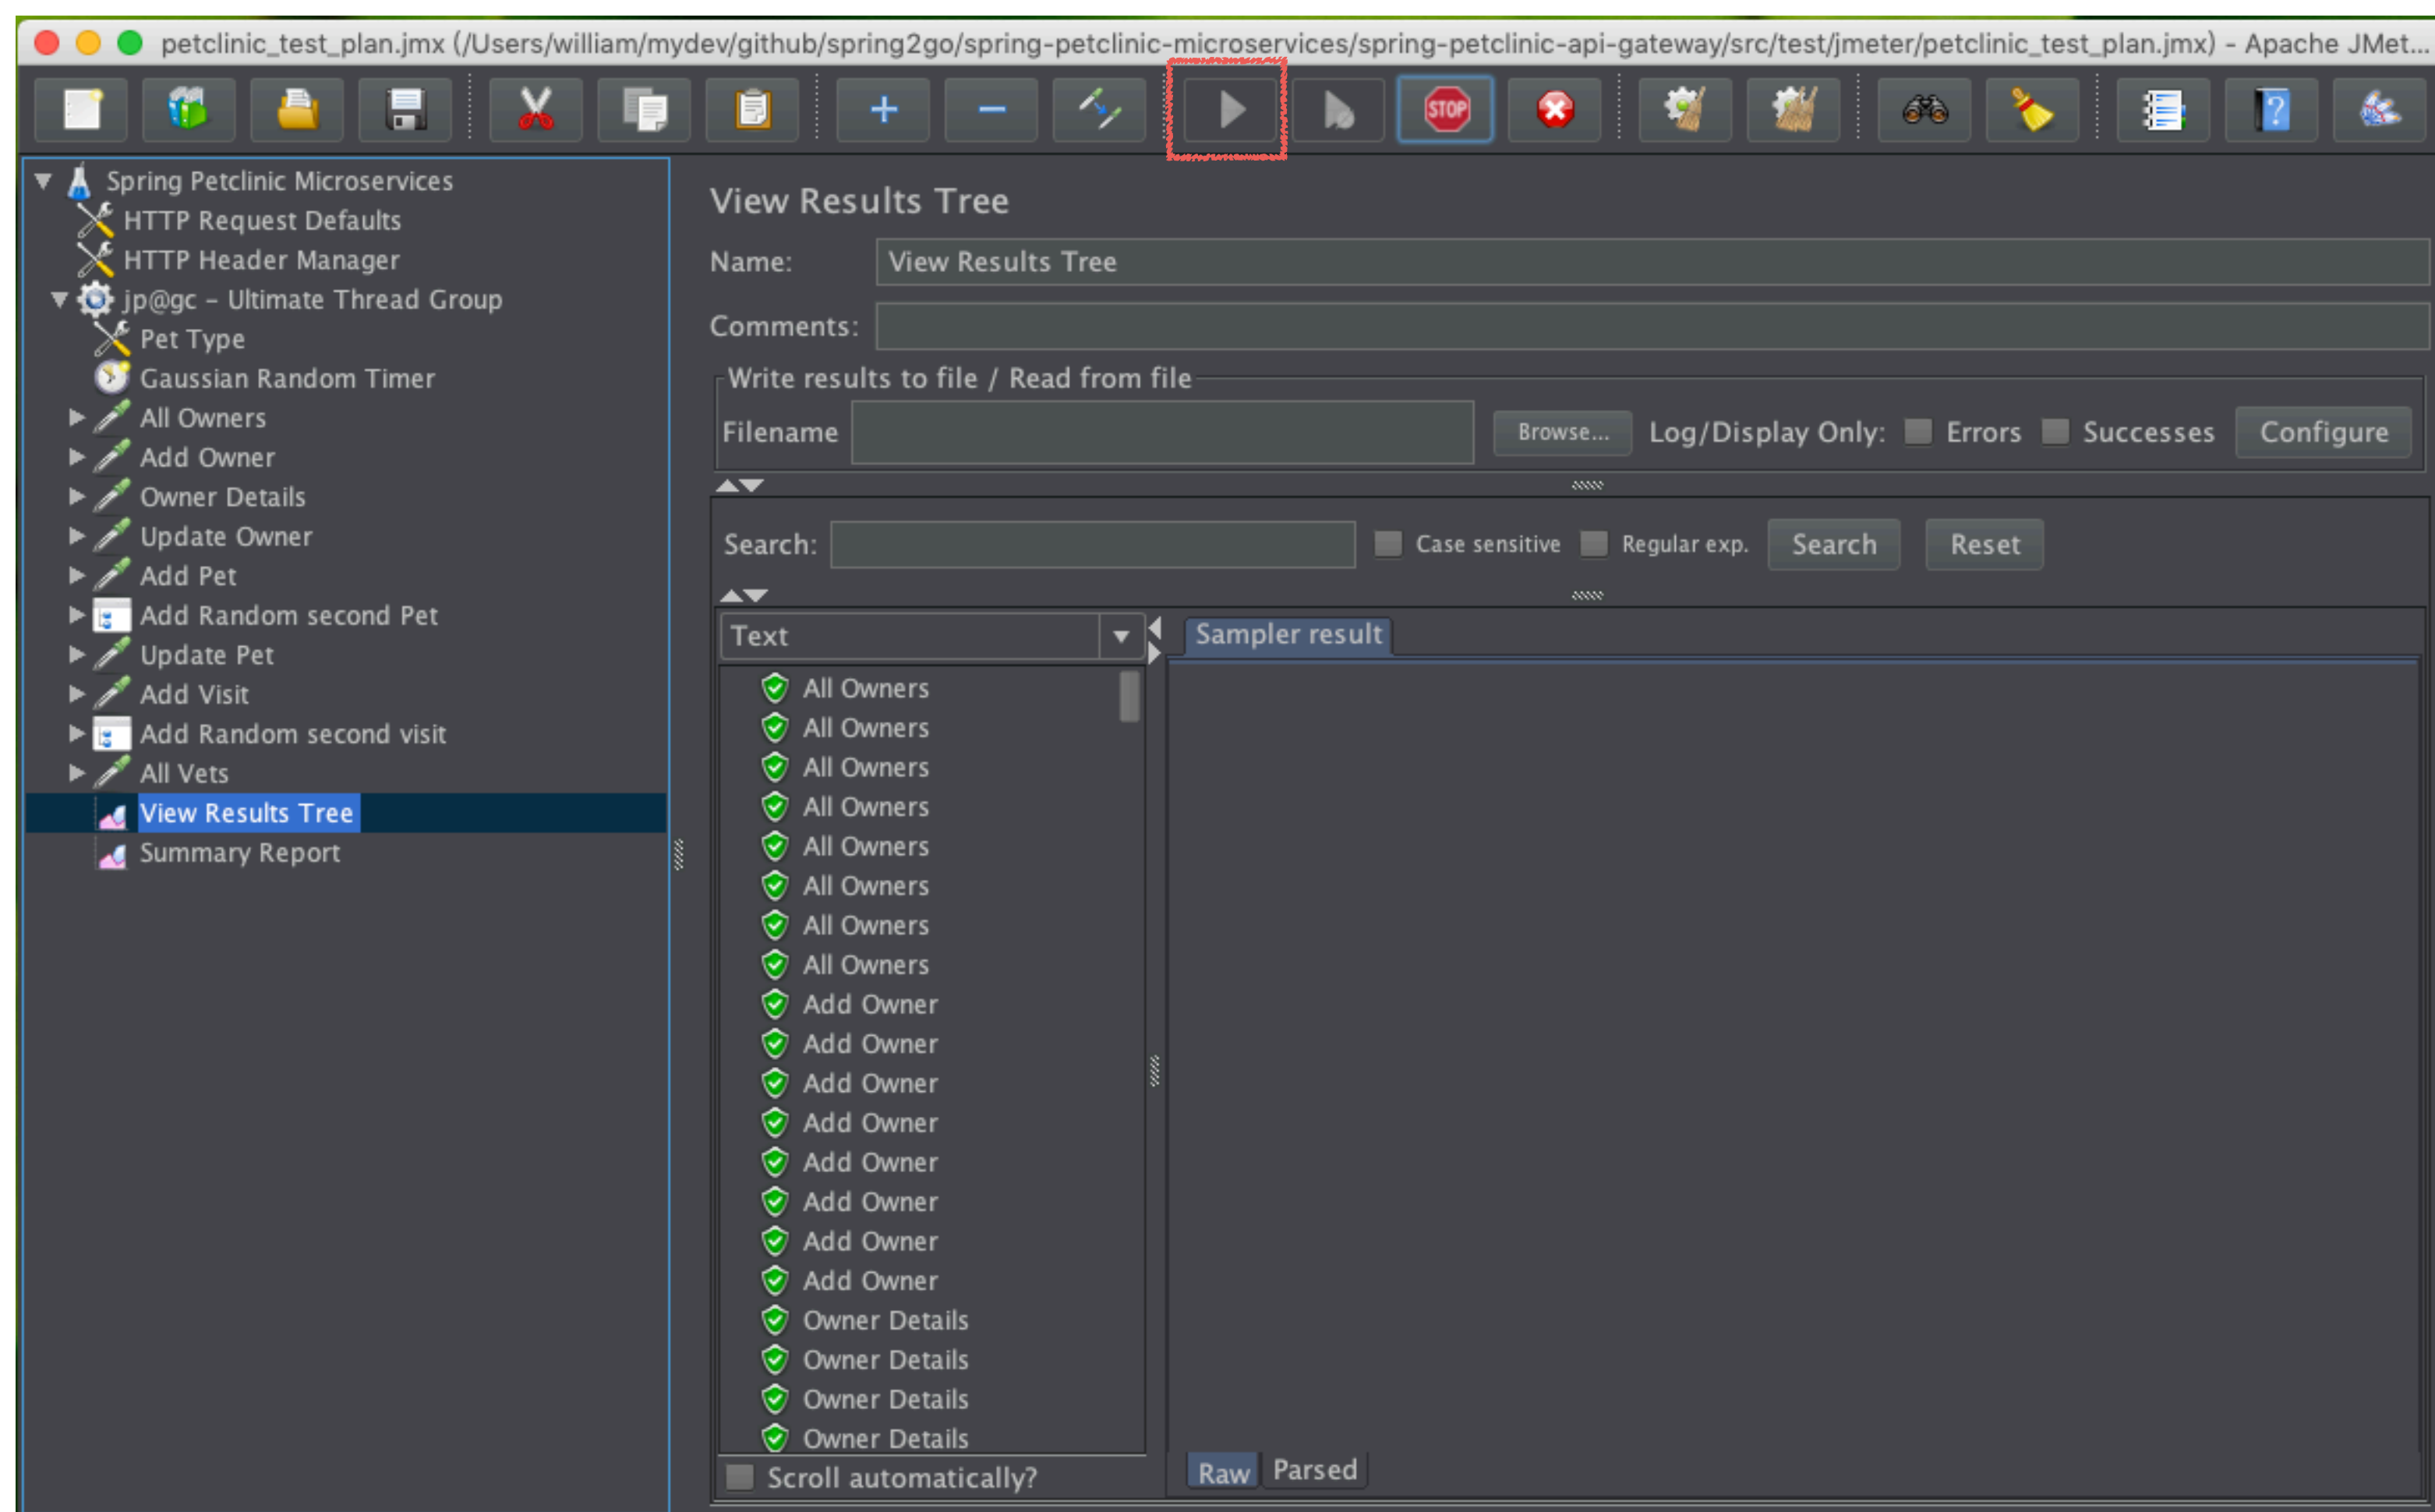 petclinic_test_plan.jmx (/Users/william/mydev/github/spring2go/spring-petclinic-microservices/spring-petclinic-api-gateway/src/test/jmeter/petclinic_test_plan.jmx) - Apache JMet...
STOP
?
Spring Petclinic Microservices
HTTP Request Defaults
HTTP Header Manager
jp@gc - Ultimate Thread Group
Pet Type
Gaussian Random Timer
All Owners
Add Owner
Owner Details
Update Owner
Add Pet
Add Random second Pet
Update Pet
Add Visit
Add Random second visit
All Vets
View Results Tree
Summary Report
View Results Tree
Name: View Results Tree
Comments:
Write results to file / Read from file
Filename Browse... Log/Display Only: Errors Successes Configure
Search: Case sensitive Regular exp. Search Reset
Text
Sampler result
All Owners
All Owners
All Owners
All Owners
All Owners
All Owners
All Owners
All Owners
Add Owner
Add Owner
Add Owner
Add Owner
Add Owner
Add Owner
Add Owner
Add Owner
Owner Details
Owner Details
Owner Details
Owner Details
Scroll automatically?
Raw Parsed